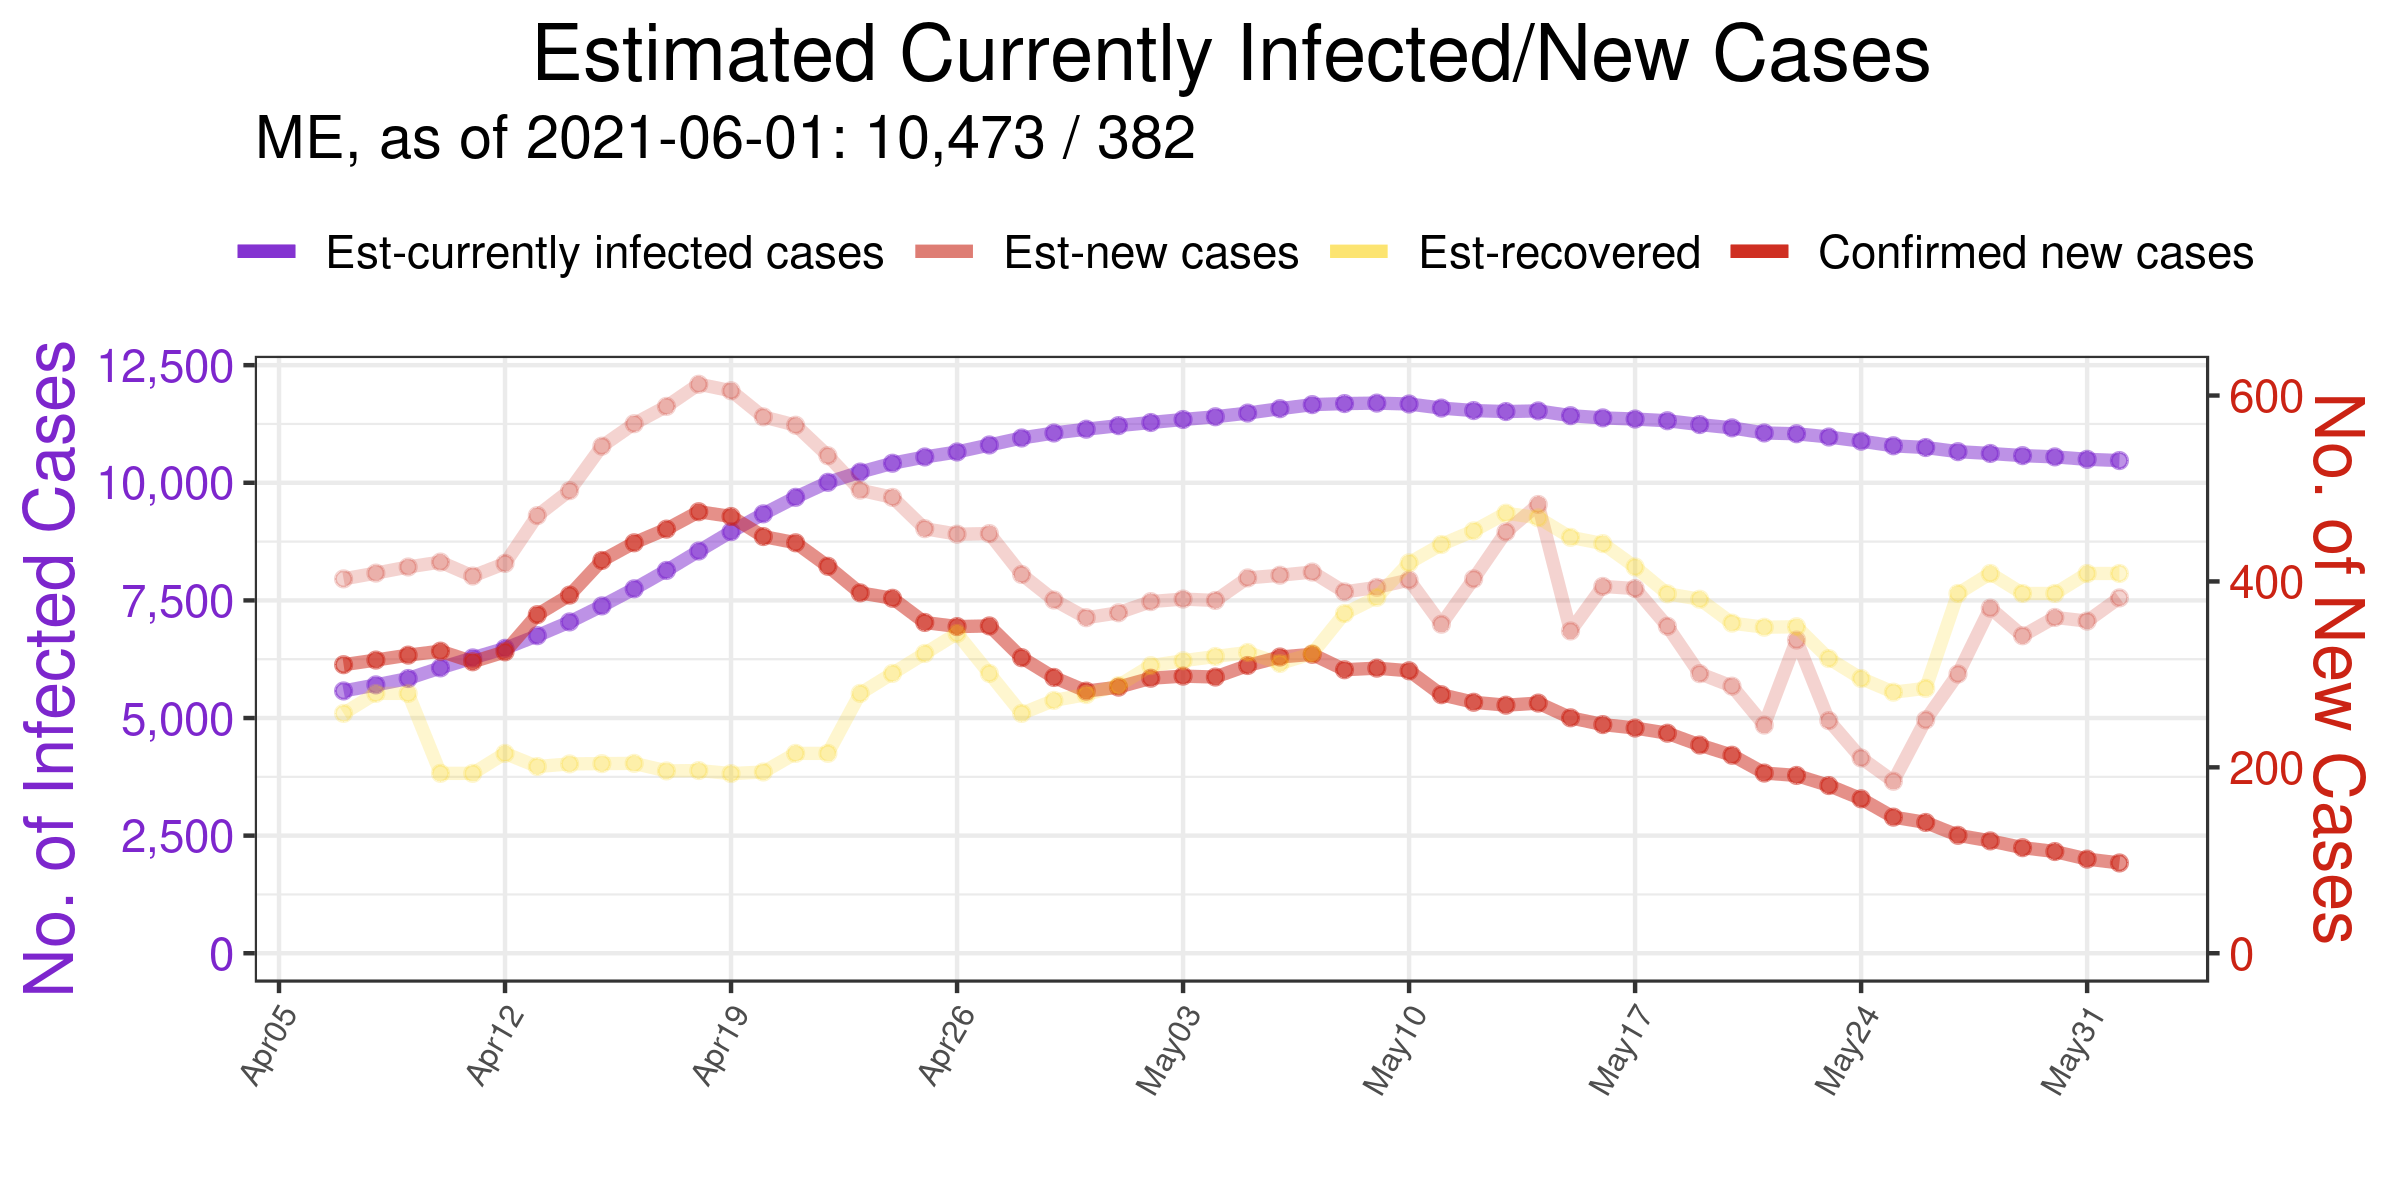 Estimated Currently Infected/New Cases
ME, as of 2021-06-01: 10,473 / 382
Est-currently infected cases Est-new cases Est-recovered Confirmed new cases
No. of Infected Cases
12,500
10,000
7,500
5,000
2,500
0
600
400
200
0
No. of New Cases
Apr05 Apr12 Apr19 Apr26 May03 May10 May17 May24 May31